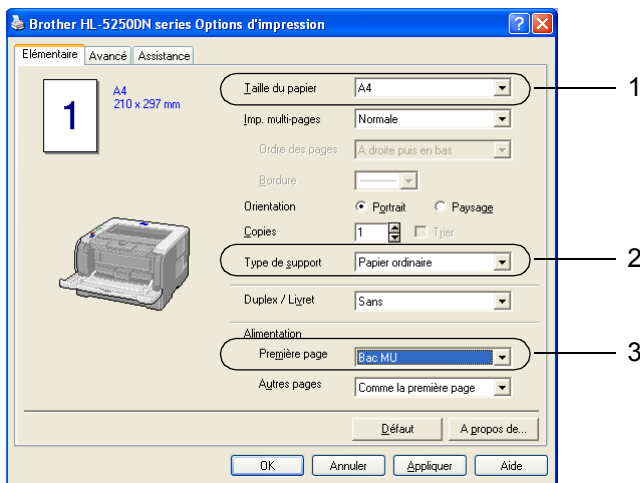 Brother HL-5250DN series Options d'impression
Elémentaire Avancé Assistance
1
A4
210 x 297 mm
Taille du papier A4 1
Imp. multi-pages Normale
Ordre des pages A droite puis en bas
Bordure
Orientation Portrait Paysage
Copies 1 Trier
Type de support Papier ordinaire 2
Duplex / Livret Sans
Alimentation
Première page Bac MU 3
Autres pages Comme la première page
Défaut A propos de...
OK Annuler Appliquer Aide